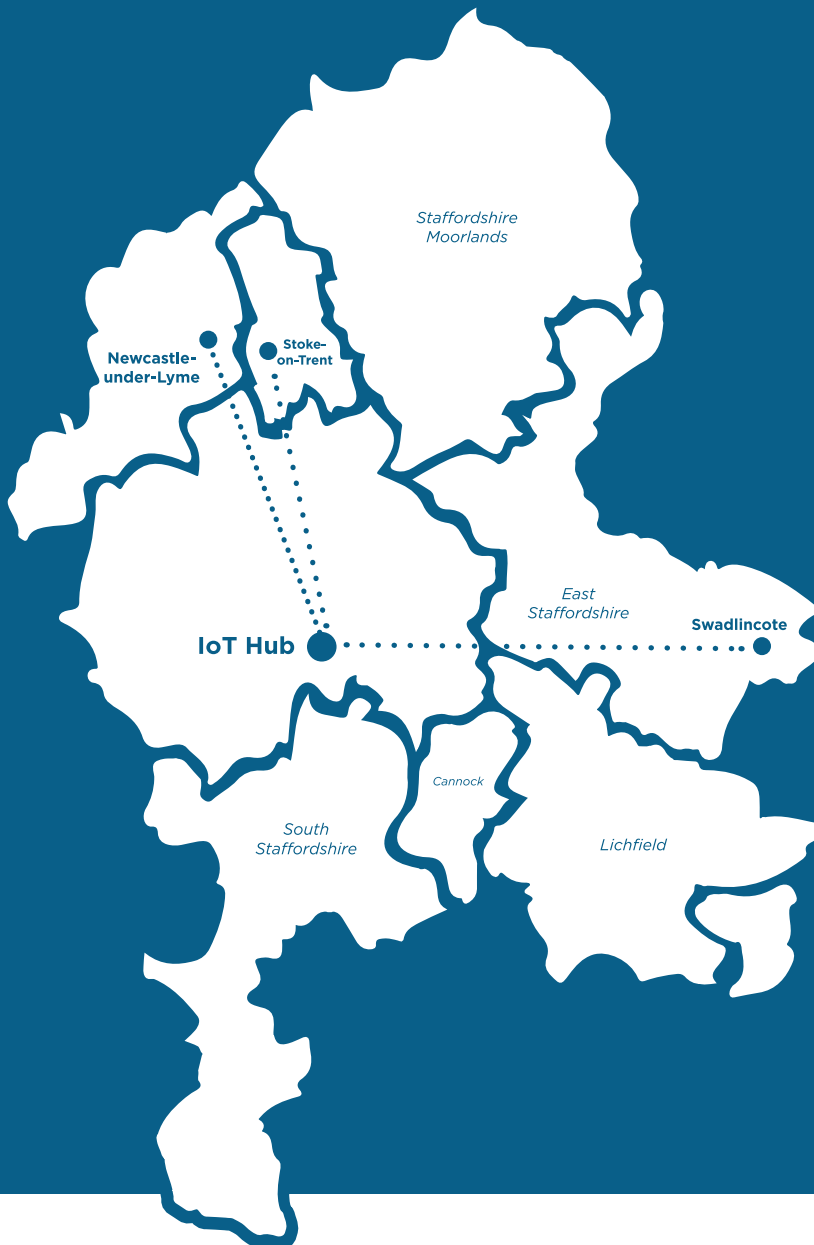 Staffordshire
Moorlands
Newcastle-
under-Lyme
Stoke-
on-Trent
East
Staffordshire
Swadlincote
IoT Hub
Cannock
South
Staffordshire
Lichfield